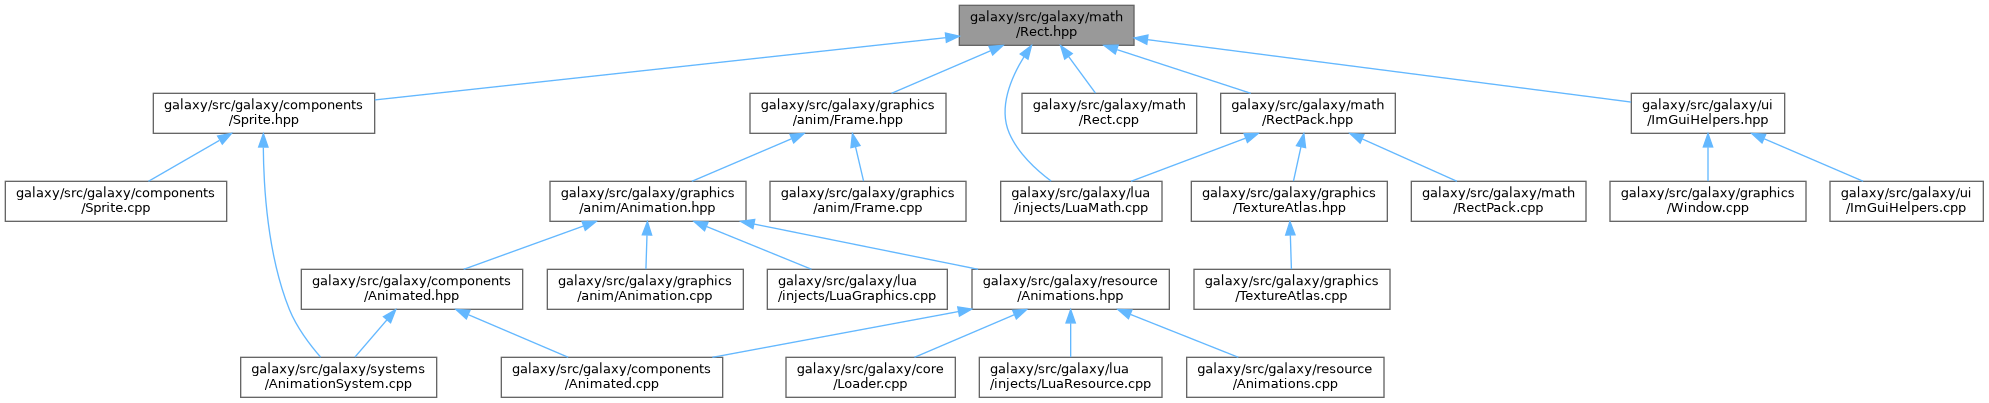 galaxy/src/galaxy/math
/Rect.hpp
galaxy/src/galaxy/components
/Sprite.hpp
galaxy/src/galaxy/graphics
/anim/Frame.hpp
galaxy/src/galaxy/math
/Rect.cpp
galaxy/src/galaxy/math
/RectPack.hpp
galaxy/src/galaxy/ui
/ImGuiHelpers.hpp
galaxy/src/galaxy/components
/Sprite.cpp
galaxy/src/galaxy/graphics
/anim/Animation.hpp
galaxy/src/galaxy/graphics
/anim/Frame.cpp
galaxy/src/galaxy/lua
/injects/LuaMath.cpp
galaxy/src/galaxy/graphics
/TextureAtlas.hpp
galaxy/src/galaxy/math
/RectPack.cpp
galaxy/src/galaxy/graphics
/Window.cpp
galaxy/src/galaxy/ui
/ImGuiHelpers.cpp
galaxy/src/galaxy/components
/Animated.hpp
galaxy/src/galaxy/graphics
/anim/Animation.cpp
galaxy/src/galaxy/lua
/injects/LuaGraphics.cpp
galaxy/src/galaxy/resource
/Animations.hpp
galaxy/src/galaxy/graphics
/TextureAtlas.cpp
galaxy/src/galaxy/systems
/AnimationSystem.cpp
galaxy/src/galaxy/components
/Animated.cpp
galaxy/src/galaxy/core
/Loader.cpp
galaxy/src/galaxy/lua
/injects/LuaResource.cpp
galaxy/src/galaxy/resource
/Animations.cpp